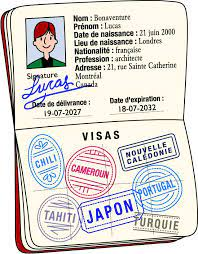 Nom : Bonaventure
Prénom : Lucas
Date de naissance : 21 juin 2000
Lieu de naissance : Londres
Nationalité : française
Profession : architecte
Adresse : 21, rue Sainte Catherine
Montréal
Canada
Signature
Lucas
Date de délivrance :
19-07-2027
Date d'expiration :
18-07-2032
VISAS
CHILI
CAMEROUN
NOUVELLE
CALÉDONIE
PORTUGAL
TAHITI
JAPON
TURQUIE